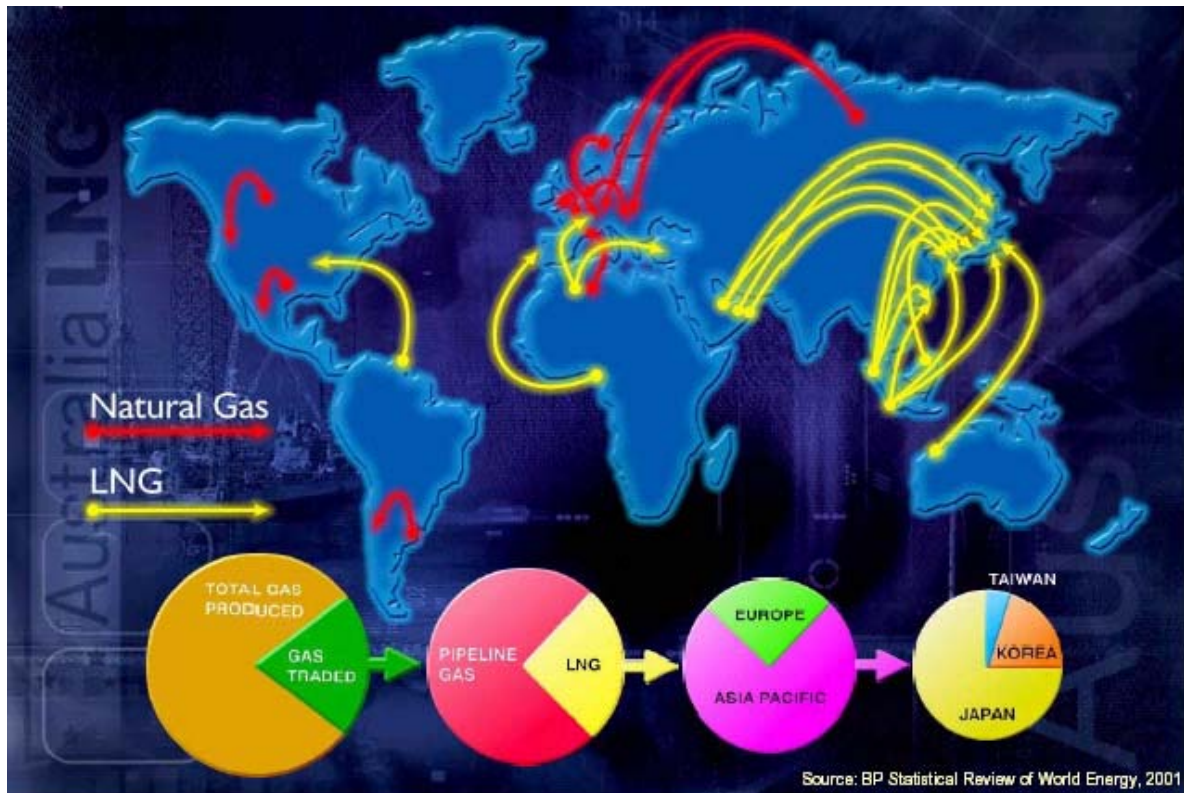 Australia LNG
Natural Gas
LNG
TOTAL GAS
PRODUCED
GAS
TRADED
PIPELINE
GAS
LNG
EUROPE
ASIA PACIFIC
TAIWAN
KOREA
JAPAN
Source: BP Statistical Review of World Energy, 2001